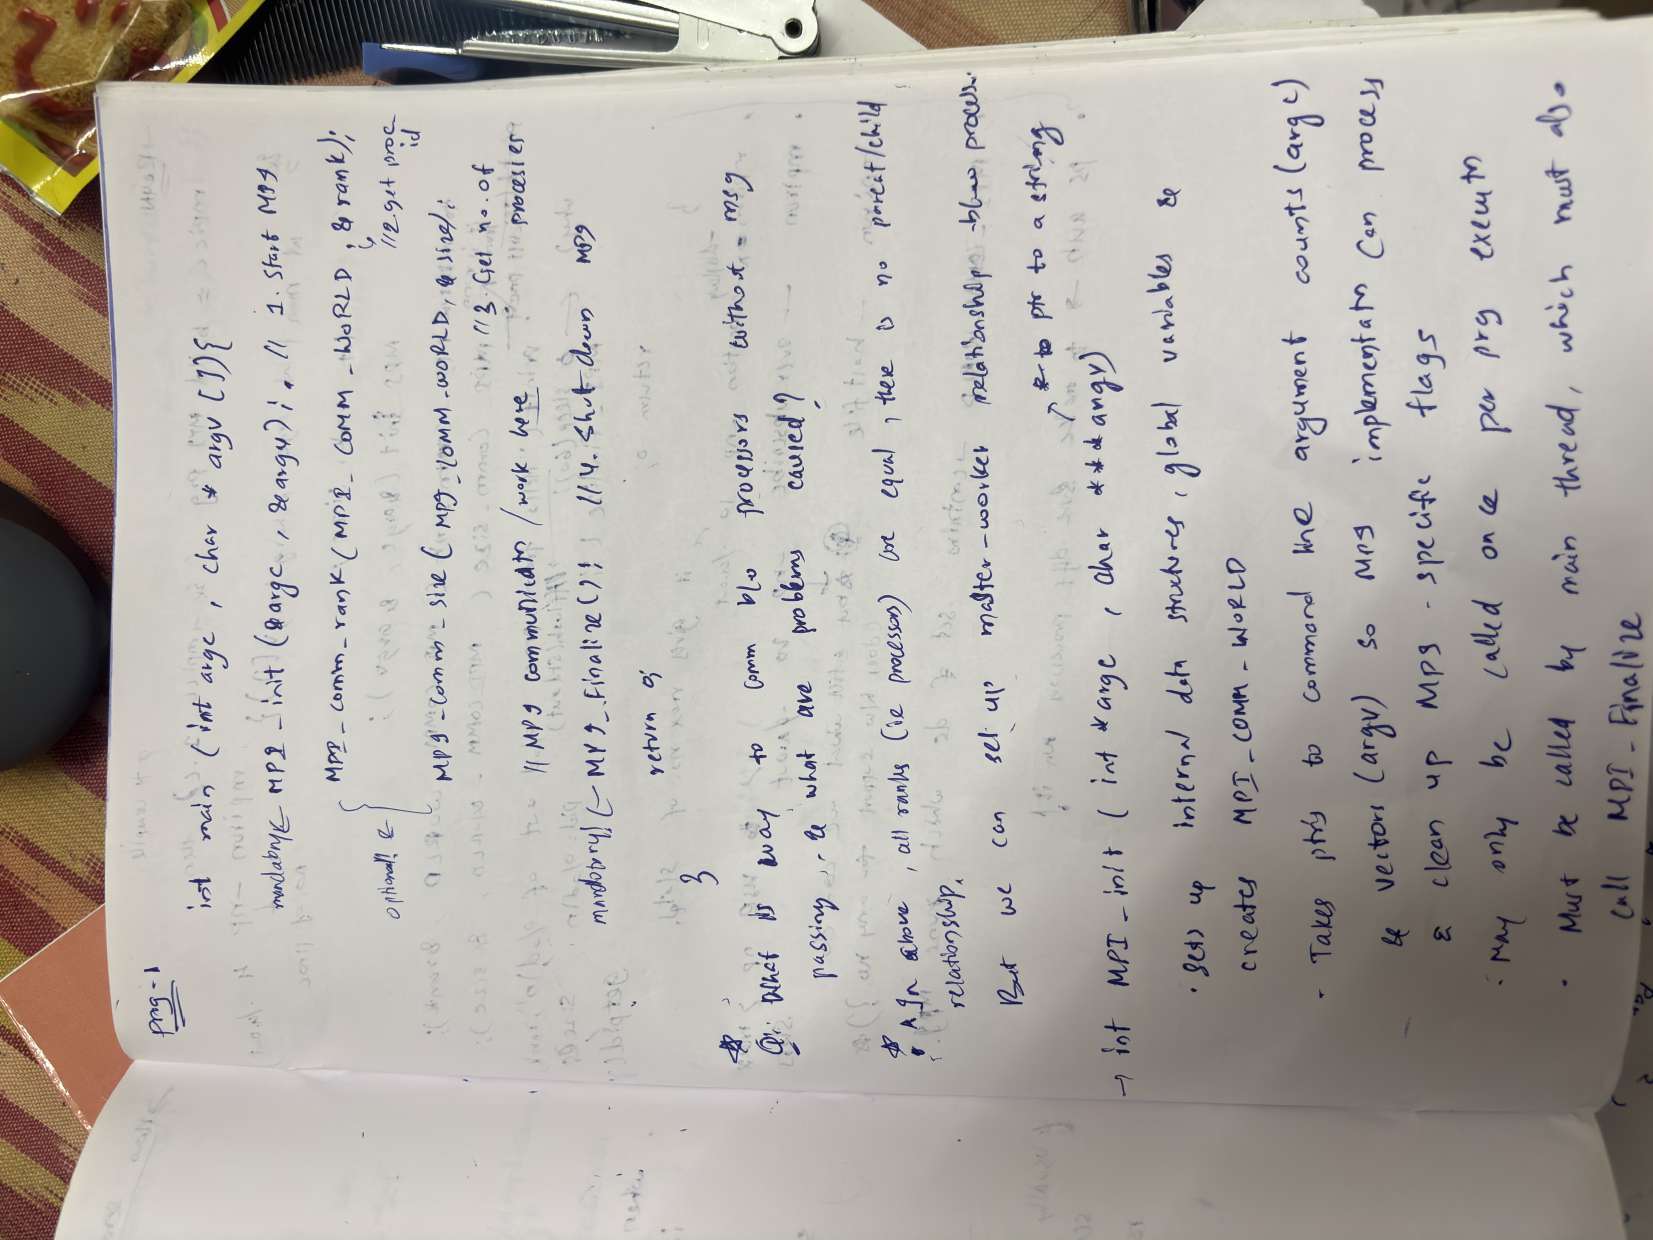 prog-1
int main (int argc, char * argv []) {
mandatory ← MPI_init (&argc, &argv); // 1. start MPI
optional! ← { MPI_comm_rank (MPI_COMM_WORLD, & rank);
// 2 get proc id
MPI_comm_size (MPI_COMM_WORLD, & size)
// 3. Get no. of processes
// MPI communicatn / work here
mandatory! ← MPI_Finalize (); // 4. Shut down MPI
return 0;
}
* Q: What is way to comm b/w processors without msg
passing, & what are problems caused?
* In above, all ranks (ie processors) are equal, there is no parent/child
relationship.
But we can set up master-worker relationship b/w process.
** to ptr to a string
→ int MPI_init (int *argc, char *** argv)
• sets up internal data structures, global variables &
creates MPI_COMM_WORLD
• Takes ptrs to command line argument counts (argc)
& vectors (argv) so MPI implementatn can process
& clean up MPI-specific flags
• May only be called once per prg executn
• Must be called by main thread, which must also
call MPI_Finalize